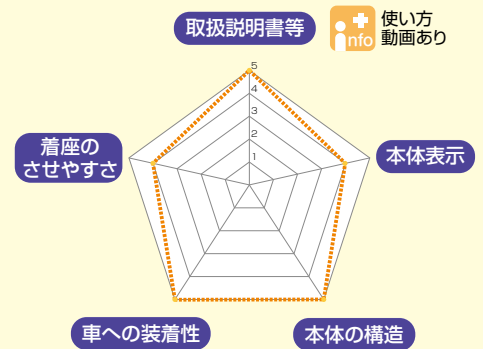 取扱説明書等
info
使い方
動画あり
5
4
3
2
1
着座の
させやすさ
本体表示
車への装着性
本体の構造